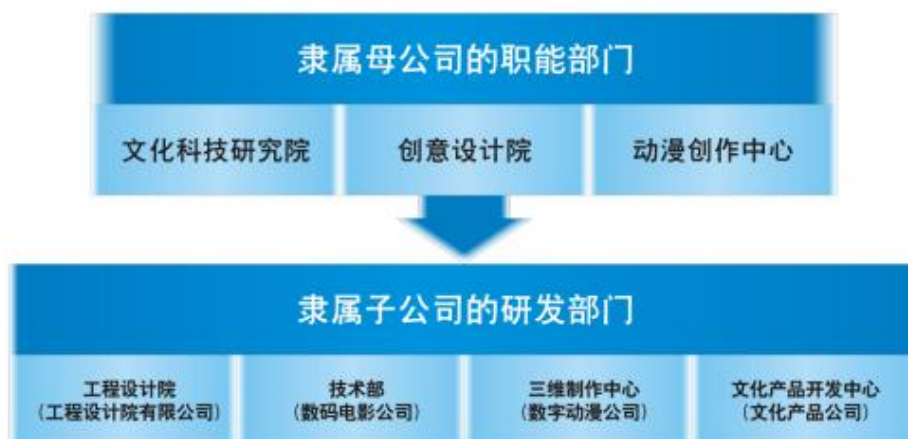 隶属母公司的职能部门
文化科技研究院
创意设计院
动漫创作中心
隶属子公司的研发部门
工程设计院
(工程设计院有限公司)
技术部
(数码电影公司)
三维制作中心
(数字动漫公司)
文化产品开发中心
(文化产品公司)